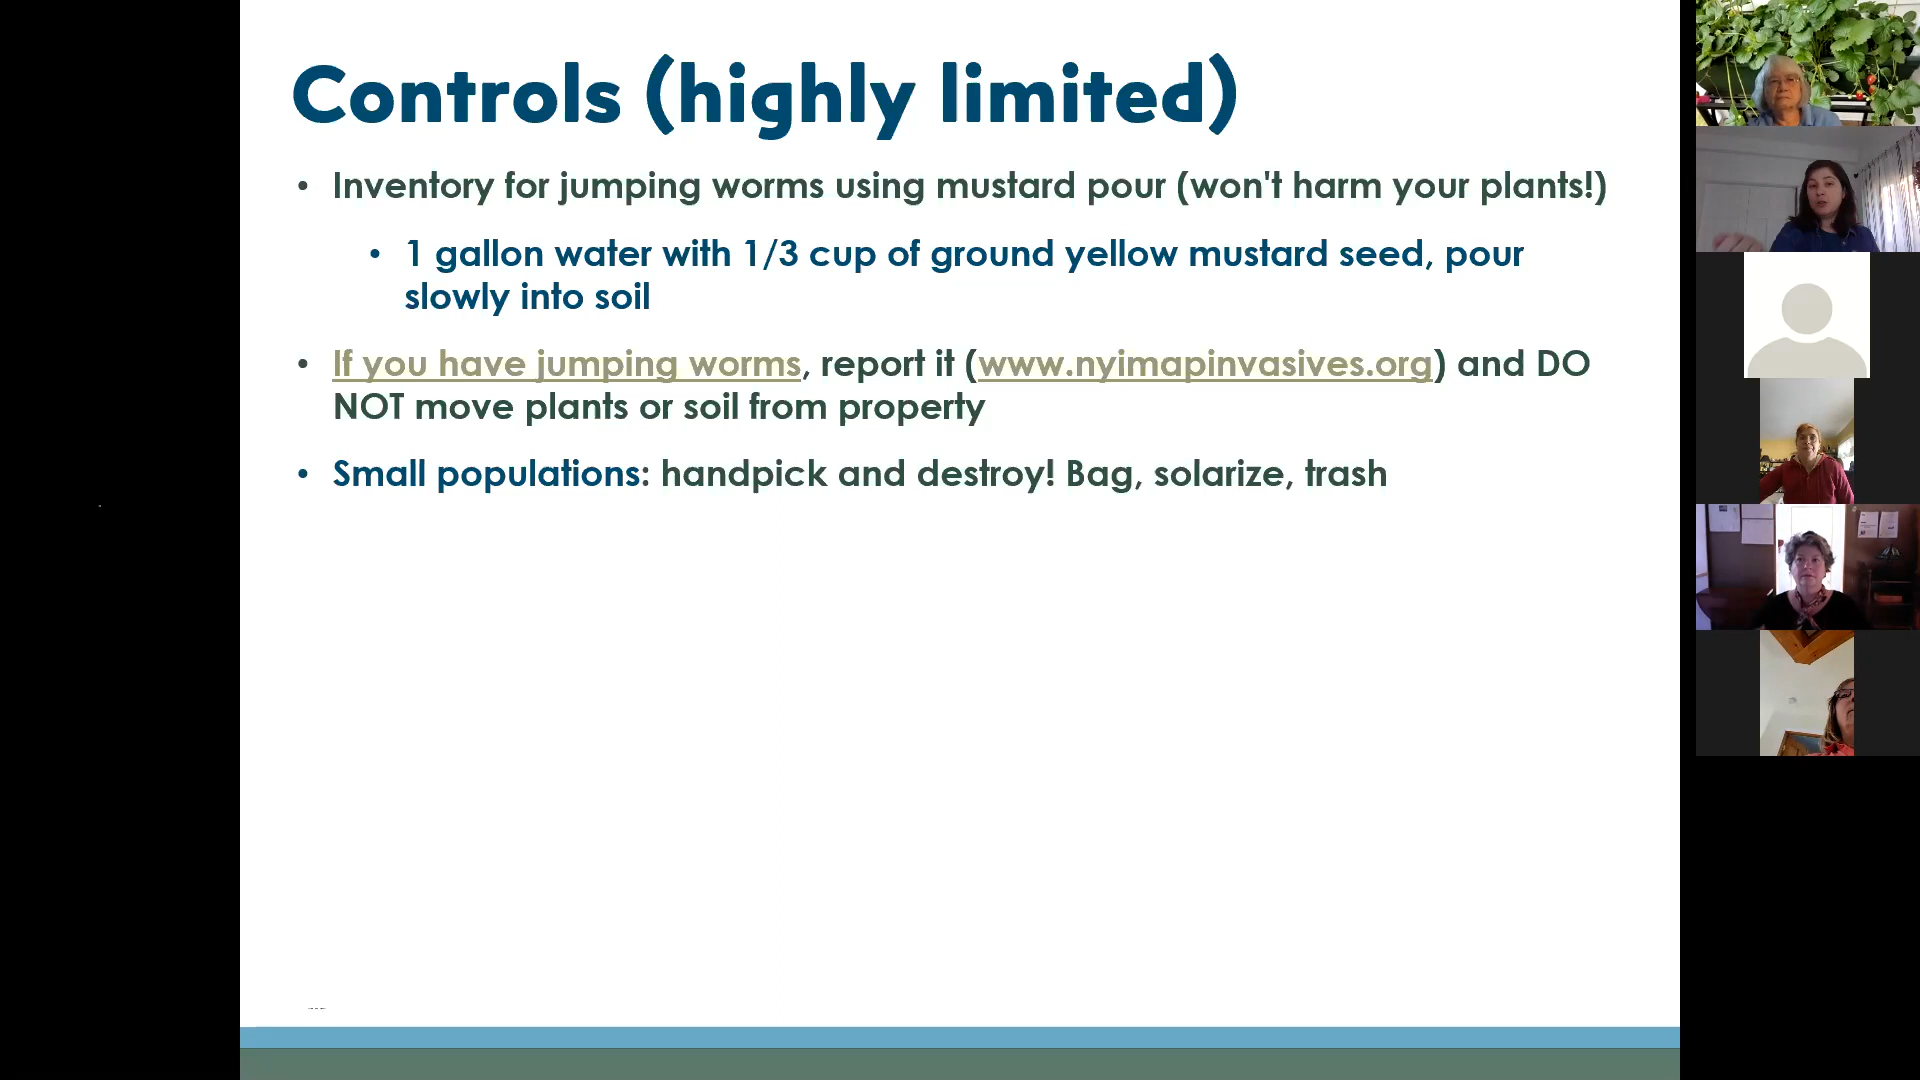 Controls (highly limited)
• Inventory for jumping worms using mustard pour (won't harm your plants!)
• 1 gallon water with 1/3 cup of ground yellow mustard seed, pour
slowly into soil
• If you have jumping worms, report it (www.nyimapinvasives.org) and DO
NOT move plants or soil from property
• Small populations: handpick and destroy! Bag, solarize, trash